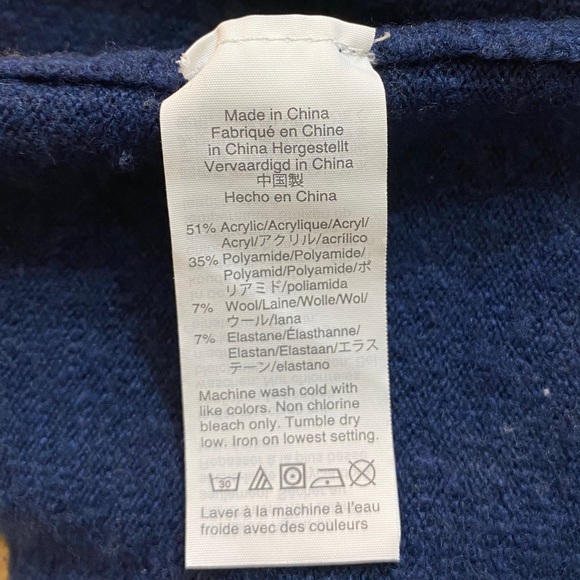 Made in China
Fabriqué en Chine
in China Hergestellt
Vervaardigd in China
中国製
Hecho en China
51% Acrylic/Acrylique/Acryl/
Acryl/アクリル/acrílico
35% Polyamide/Polyamide/
Polyamid/Polyamide/ポ
リアミド/poliamida
7% Wool/Laine/Wolle/Wol/
ウール/lana
7% Elastane/Élasthanne/
Elastan/Elastaan/エラス
テーン/elastano
Machine wash cold with
like colors. Non chlorine
bleach only. Tumble dry
low. Iron on lowest setting.
30
Laver à la machine à l'eau
froide avec des couleurs